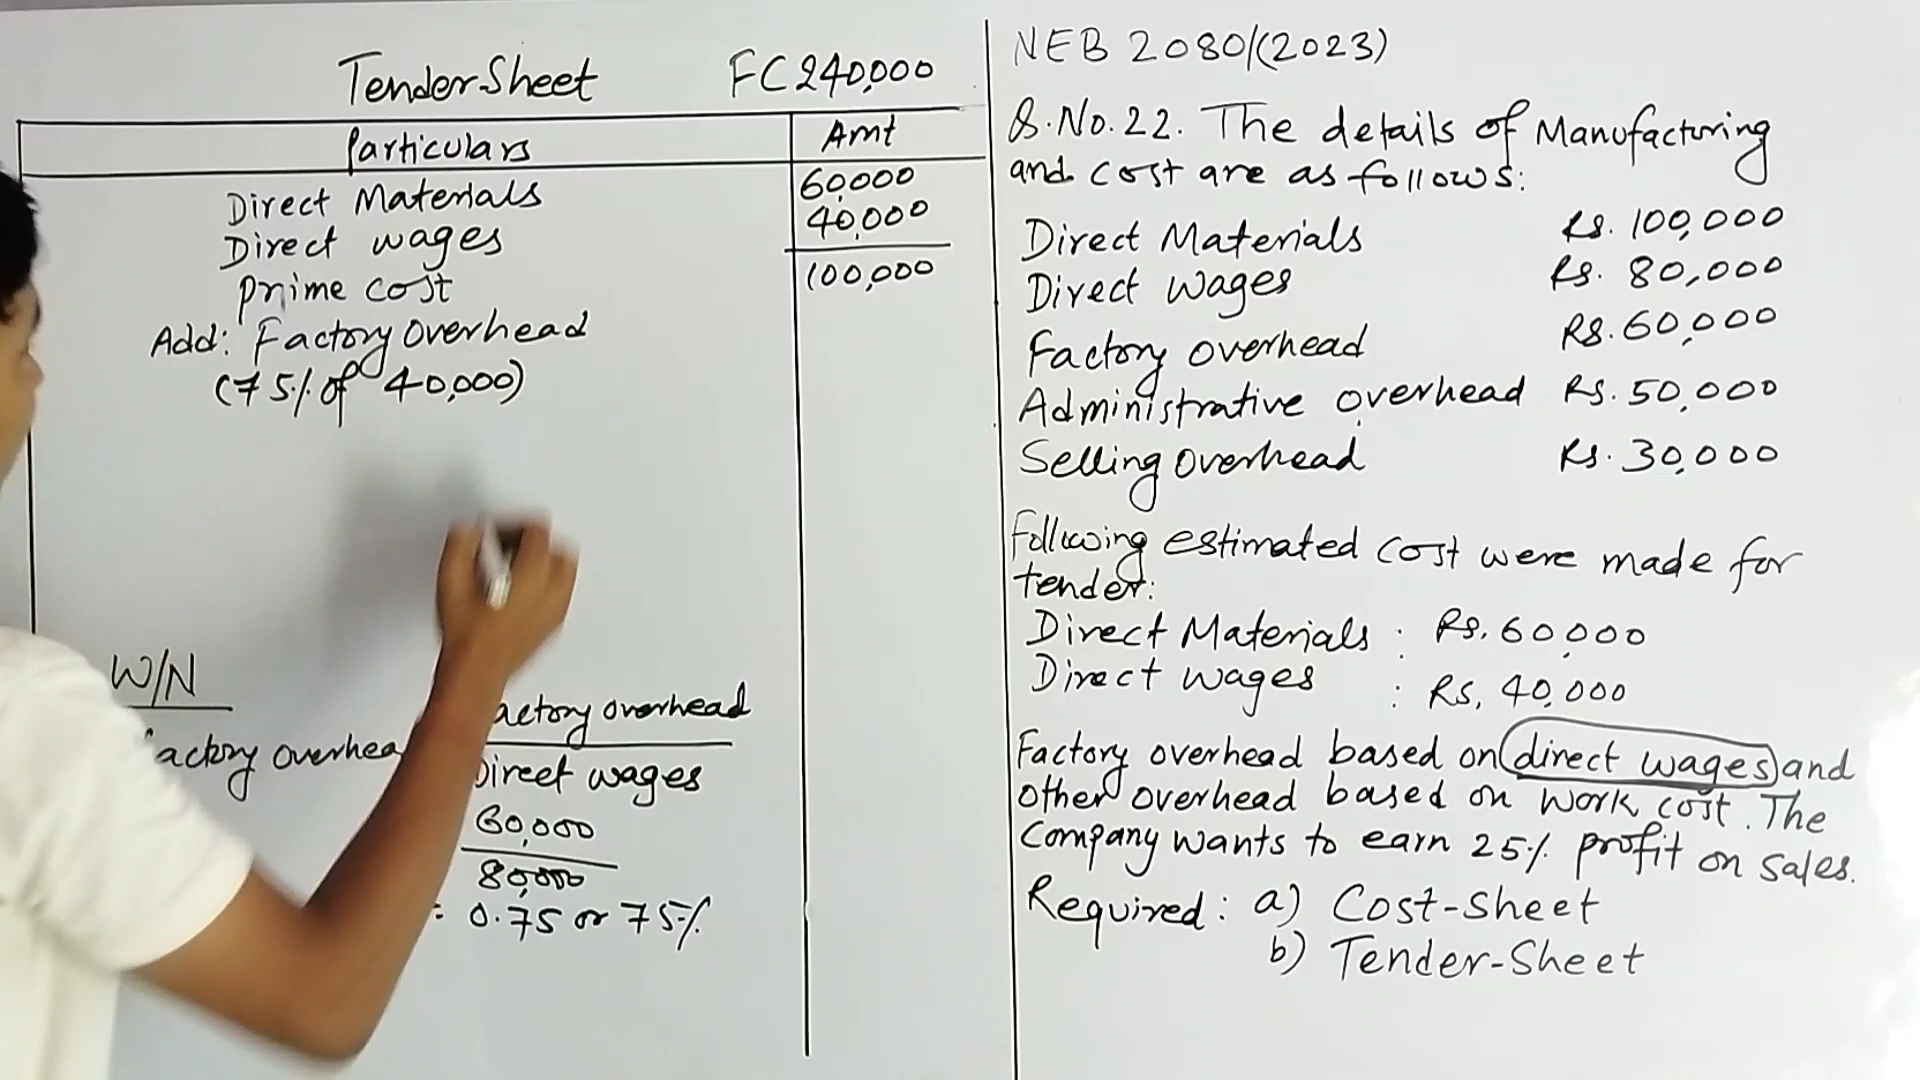 Tender-Sheet FC 240,000
Particulars Amt
Direct Materials 60,000
Direct wages 40,000
Prime cost 100,000
Add: Factory overhead
(75% of 40,000)
W/N
actory overhea actory overhead
Direct wages
60,000
80,000
= 0.75 or 75%
NEB 2080/(2023)
Q.No.22. The details of Manufacturing
and cost are as follows:
Direct Materials Rs. 100,000
Direct Wages Rs. 80,000
Factory overhead Rs. 60,000
Administrative overhead Rs. 50,000
Selling overhead Rs. 30,000
Following estimated cost were made for
tender:
Direct Materials : Rs. 60,000
Direct wages : Rs, 40,000
Factory overhead based on direct wages and
other overhead based on work cost. The
Company wants to earn 25% profit on sales.
Required: a) Cost-Sheet
b) Tender-Sheet